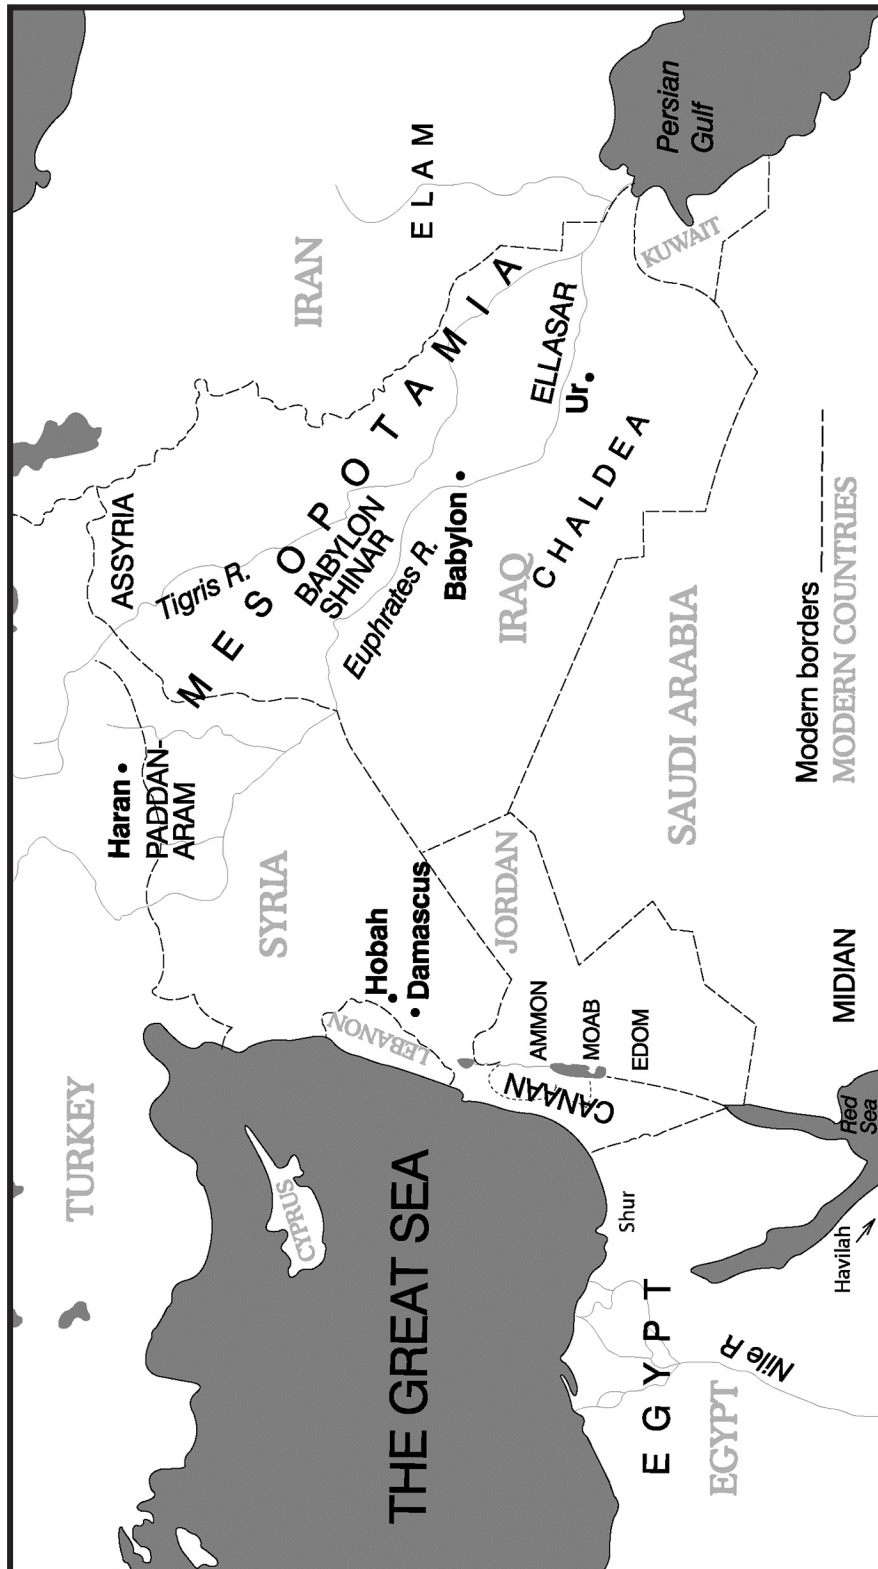 TURKEY
CYPRUS
THE GREAT SEA
Haran
PADDAN-
ARAM
SYRIA
Hobah
Damascus
LEBANON
ASSYRIA
Tigris R.
MESOPOTAMIA
BABYLON
SHINAR
Euphrates R.
Babylon
IRAQ
CHALDEA
IRAN
ELAM
ELLASAR
Ur
Persian
Gulf
KUWAIT
JORDAN
AMMON
MOAB
EDOM
CANAAN
SAUDI ARABIA
MIDIAN
Shur
EGYPT
EGYPT
Nile R
Red
Sea
Havilah
Modern borders
MODERN COUNTRIES